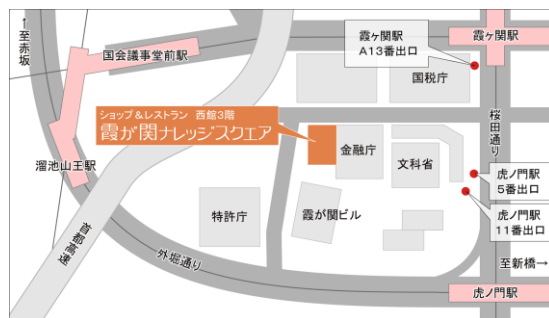 ←至赤坂
国会議事堂前駅
霞ヶ関駅
A13番出口
霞ヶ関駅
国税庁
ショップ&レストラン 西館3階
霞が関ナレッジスクエア
金融庁
文科省
桜田通り
溜池山王駅
虎ノ門駅
5番出口
虎ノ門駅
11番出口
特許庁
霞が関ビル
首都高速
外堀通り
至新橋→
虎ノ門駅